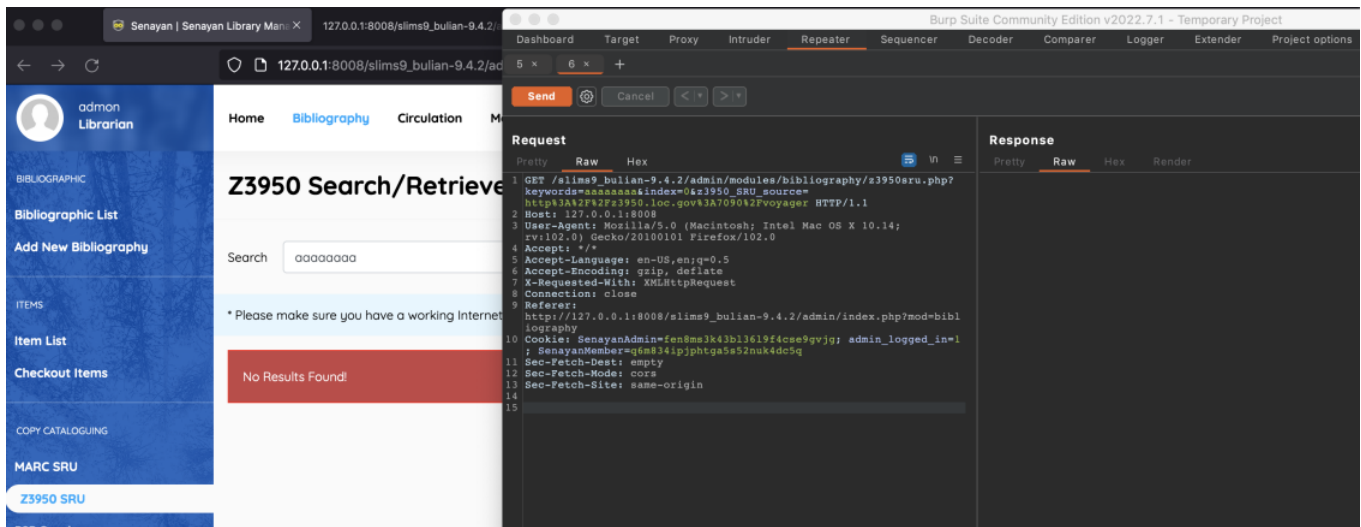 Senayan | Senayan Library Mana
127.0.0.1:8008/slims9_bulian-9.4.2/
127.0.0.1:8008/slims9_bulian-9.4.2/ad
admon
Librarian
Home Bibliography Circulation M
BIBLIOGRAPHIC
Bibliographic List
Add New Bibliography
ITEMS
Item List
Checkout Items
COPY CATALOGUING
MARC SRU
Z3950 SRU
Z3950 Search/Retrieve
Search aaaaaaaa
* Please make sure you have a working Internet
No Results Found!
Burp Suite Community Edition v2022.7.1 - Temporary Project
Dashboard Target Proxy Intruder Repeater Sequencer Decoder Comparer Logger Extender Project options
5 × 6 × +
Send Cancel < >
Request
Pretty Raw Hex \n
1 GET /slims9_bulian-9.4.2/admin/modules/bibliography/z3950sru.php?
keywords=aaaaaaaa&index=0&z3950_SRU_source=
http%3A%2F%2Fz3950.loc.gov%3A7090%2Fvoyager HTTP/1.1
2 Host: 127.0.0.1:8008
3 User-Agent: Mozilla/5.0 (Macintosh; Intel Mac OS X 10.14;
rv:102.0) Gecko/20100101 Firefox/102.0
4 Accept: */*
5 Accept-Language: en-US,en;q=0.5
6 Accept-Encoding: gzip, deflate
7 X-Requested-With: XMLHttpRequest
8 Connection: close
9 Referer:
http://127.0.0.1:8008/slims9_bulian-9.4.2/admin/index.php?mod=bibl
iography
10 Cookie: SenayanAdmin=fen8ms3k43bl3619f4cse9gvjg; admin_logged_in=1
; SenayanMember=q6m834ipjphtga5s52nuk4dc5q
11 Sec-Fetch-Dest: empty
12 Sec-Fetch-Mode: cors
13 Sec-Fetch-Site: same-origin
14
15
Response
Pretty Raw Hex Render